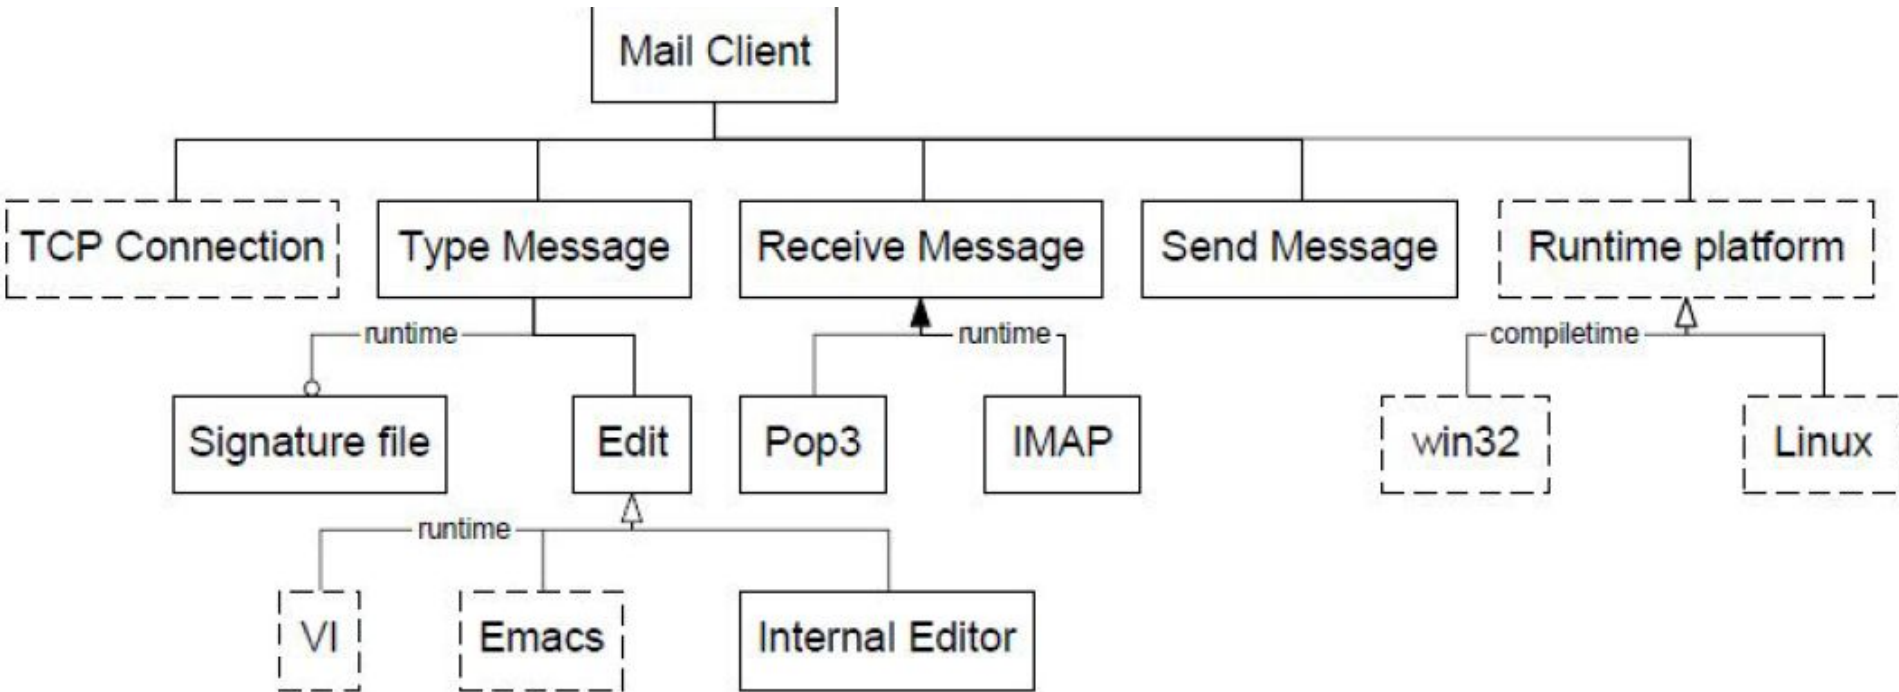 Mail Client
TCP Connection
Type Message
Receive Message
Send Message
Runtime platform
runtime
runtime
compiletime
Signature file
Edit
Pop3
IMAP
win32
Linux
runtime
VI
Emacs
Internal Editor